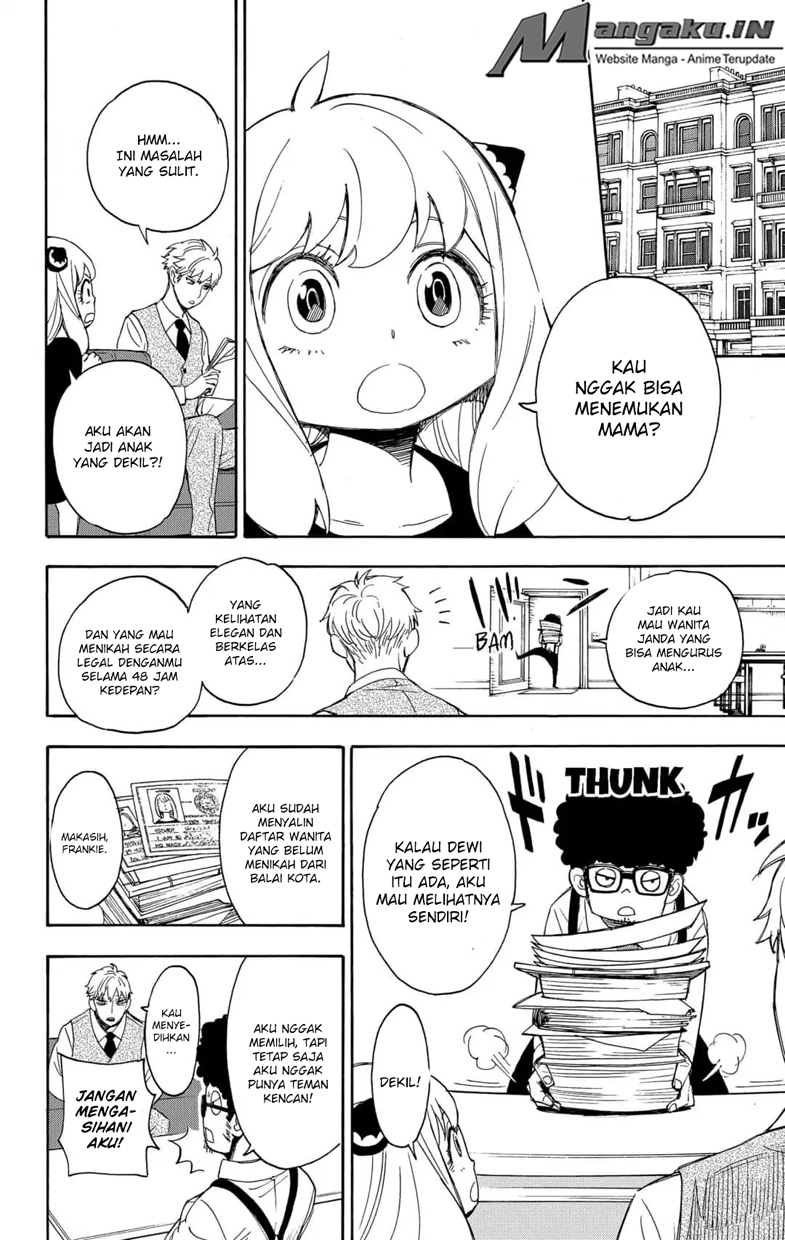 Mangaku.iN
Website Manga - Anime Terupdate
KAU
NGGAK BISA
MENEMUKAN
MAMA?
HMM...
INI MASALAH
YANG SULIT.
AKU AKAN
JADI ANAK
YANG DEKIL?!
JADI KAU
MAU WANITA
JANDA YANG
BISA MENGURUS
ANAK...
BAM
YANG
KELIHATAN
ELEGAN DAN
BERKELAS
ATAS...
DAN YANG MAU
MENIKAH SECARA
LEGAL DENGANMU
SELAMA 48 JAM
KEDEPAN?
THUNK
KALAU DEWI
YANG SEPERTI
ITU ADA, AKU
MAU MELIHATNYA
SENDIRI!
DEKIL!
AKU SUDAH
MENYALIN
DAFTAR WANITA
YANG BELUM
MENIKAH DARI
BALAI KOTA.
MAKASIH,
FRANKIE.
AKU NGGAK
MEMILIH, TAPI
TETAP SAJA
AKU NGGAK
PUNYA TEMAN
KENCAN!
KAU
MENYE-
DIHKAN
...
JANGAN
MENGA-
SIHANI
AKU!